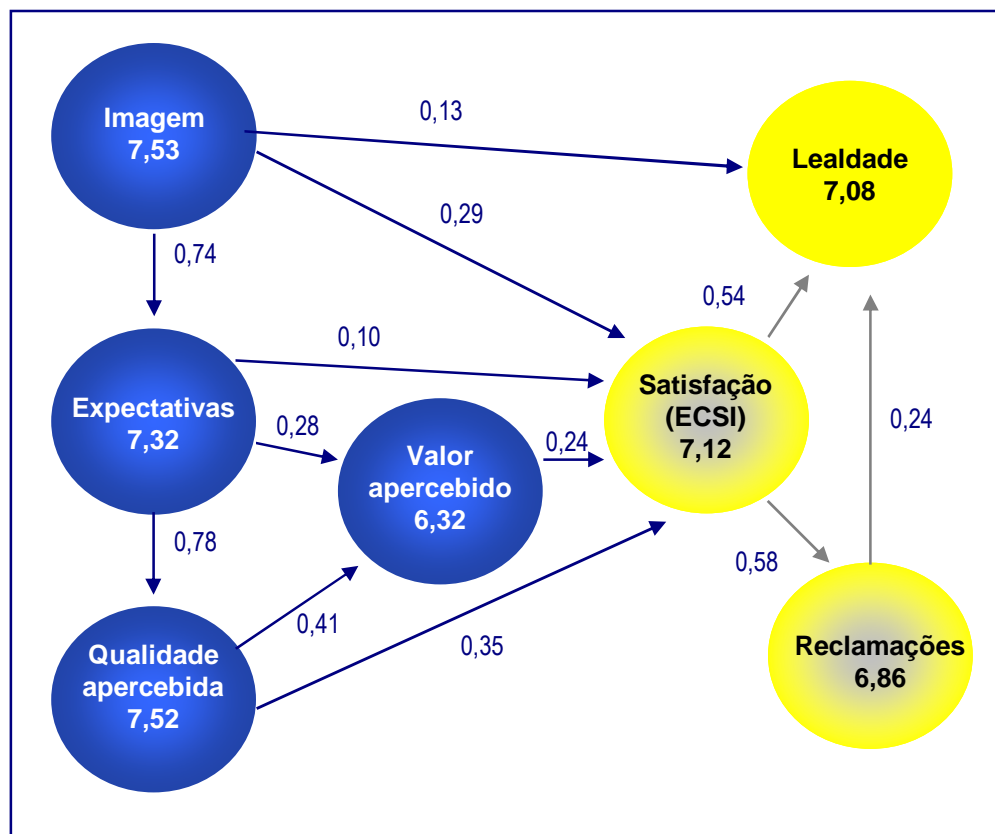 Imagem
7,53
0,13
Lealdade
7,08
0,29
0,74
0,54
0,10
Expectativas
7,32
Satisfação
(ECSI)
7,12
0,24
0,28
Valor
apercebido
6,32
0,24
0,78
0,58
0,41
0,35
Qualidade
apercebida
7,52
Reclamações
6,86